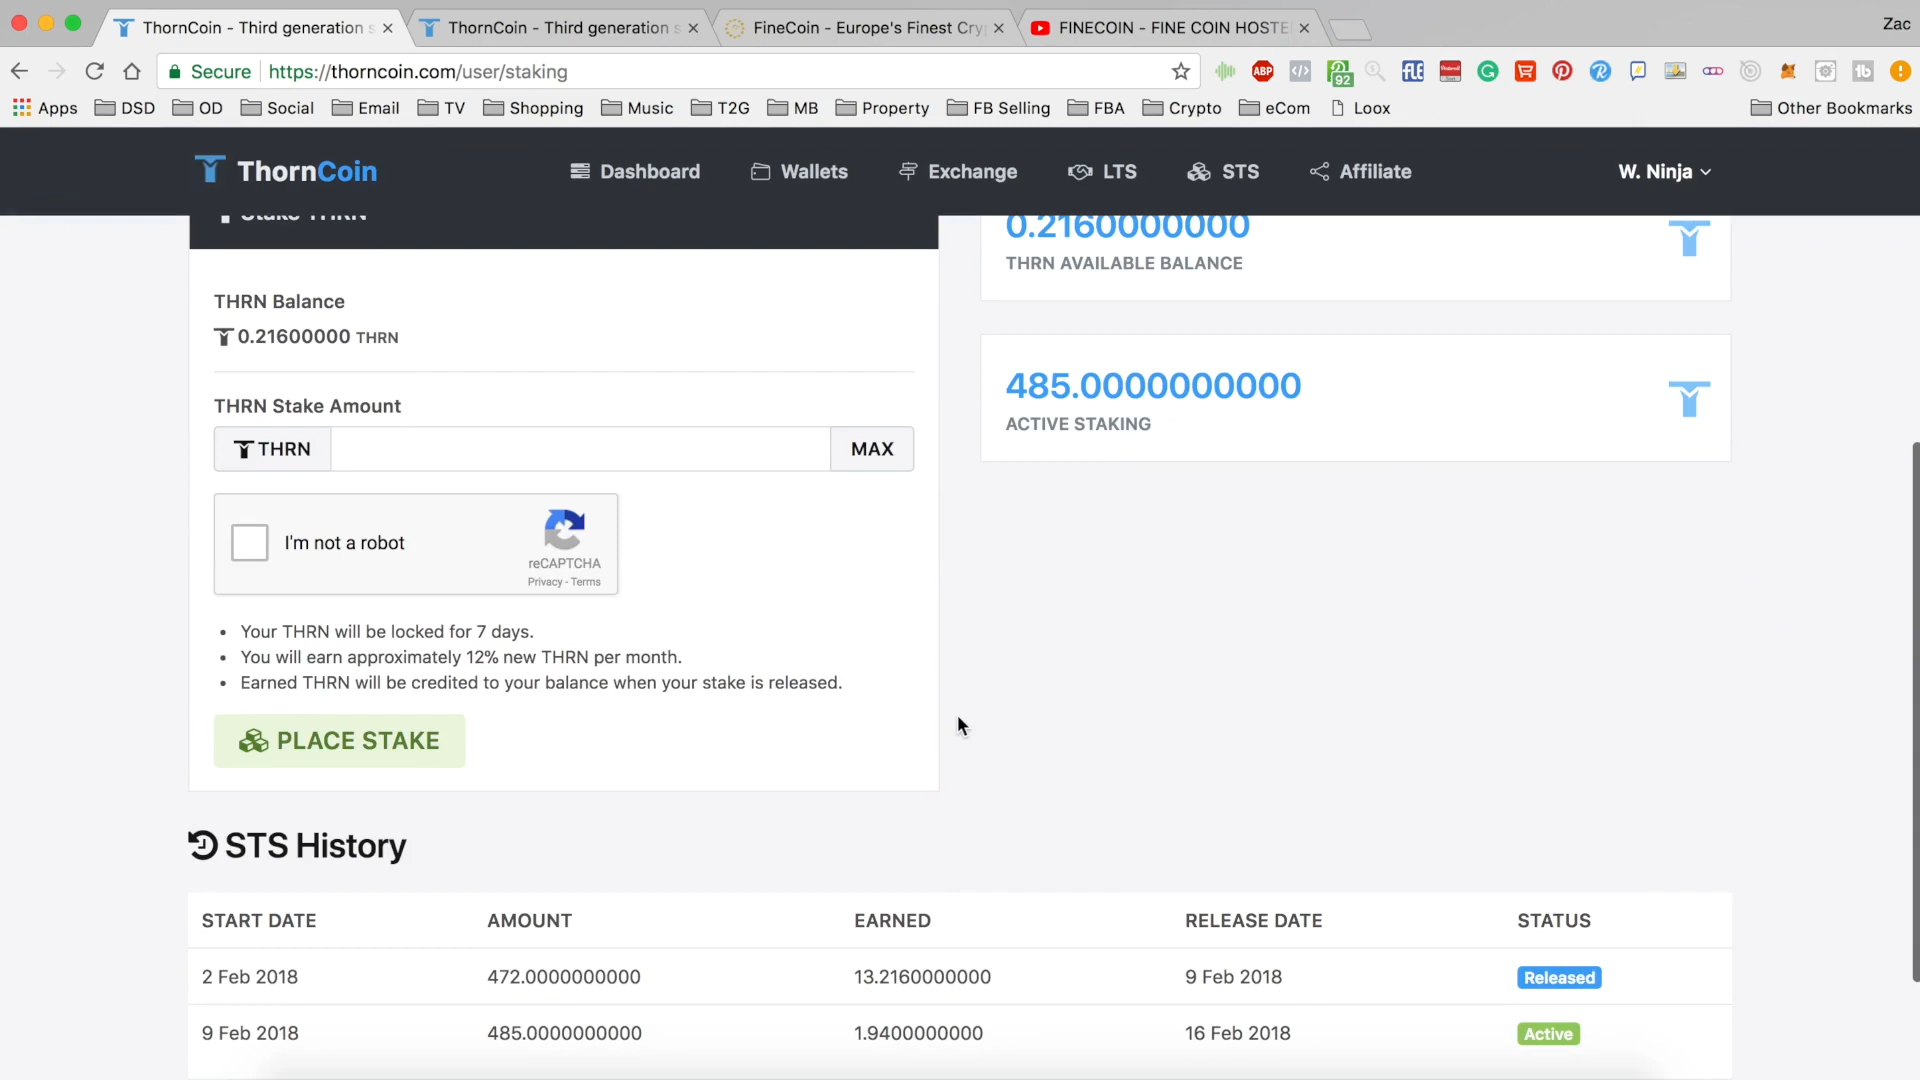 ThornCoin - Third generation s
ThornCoin - Third generation s
FineCoin - Europe's Finest Cry
FINECOIN - FINE COIN HOSTE
Zac
Secure
https://thorncoin.com/user/staking
ABP
92
Apps
DSD
OD
Social
Email
TV
Shopping
Music
T2G
MB
Property
FB Selling
FBA
Crypto
eCom
Loox
Other Bookmarks
ThornCoin
Dashboard
Wallets
Exchange
LTS
STS
Affiliate
W. Ninja
Stake THRN
THRN Balance
0.21600000 THRN
THRN Stake Amount
THRN
MAX
I'm not a robot
reCAPTCHA
Privacy - Terms
Your THRN will be locked for 7 days.
You will earn approximately 12% new THRN per month.
Earned THRN will be credited to your balance when your stake is released.
PLACE STAKE
0.2160000000
THRN AVAILABLE BALANCE
485.0000000000
ACTIVE STAKING
STS History
START DATE AMOUNT EARNED RELEASE DATE STATUS
2 Feb 2018 472.0000000000 13.2160000000 9 Feb 2018 Released
9 Feb 2018 485.0000000000 1.9400000000 16 Feb 2018 Active